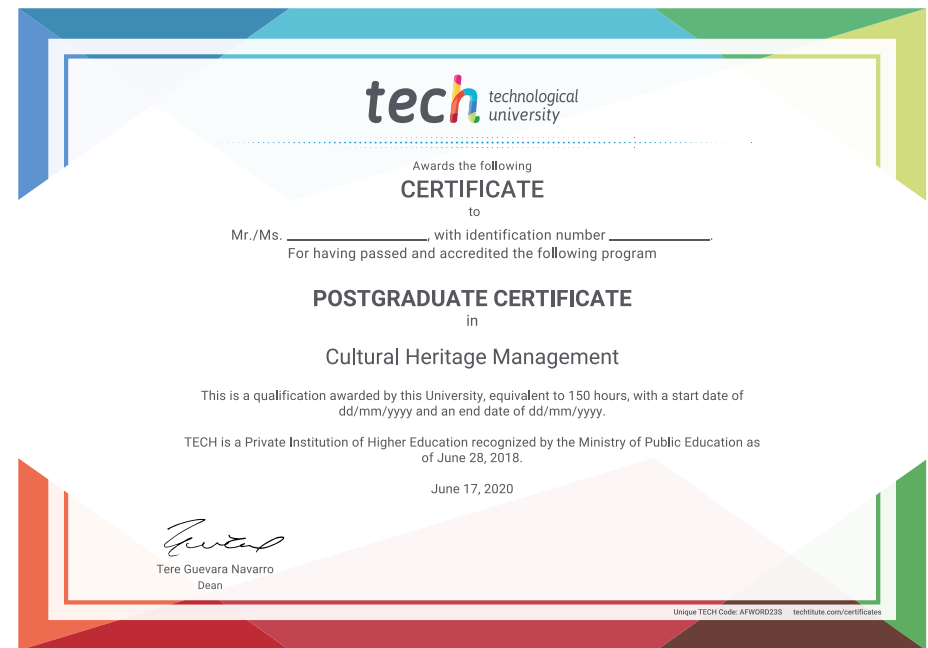 tech technological
university
Awards the following
CERTIFICATE
to
Mr./Ms. ____________________, with identification number ______________.
For having passed and accredited the following program
POSTGRADUATE CERTIFICATE
in
Cultural Heritage Management
This is a qualification awarded by this University, equivalent to 150 hours, with a start date of
dd/mm/yyyy and an end date of dd/mm/yyyy.
TECH is a Private Institution of Higher Education recognized by the Ministry of Public Education as
of June 28, 2018.
June 17, 2020
Tere Guevara Navarro
Dean
Unique TECH Code: AFWORD23S techtitute.com/certificates